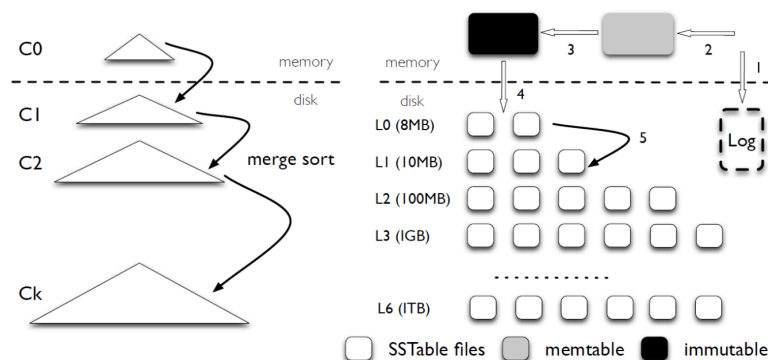 C0
memory
disk
C1
C2
merge sort
Ck
3
2
1
memory
4
disk
L0 (8MB)
5
L1 (10MB)
Log
L2 (100MB)
L3 (1GB)
L6 (1TB)
SSTable files
memtable
immutable